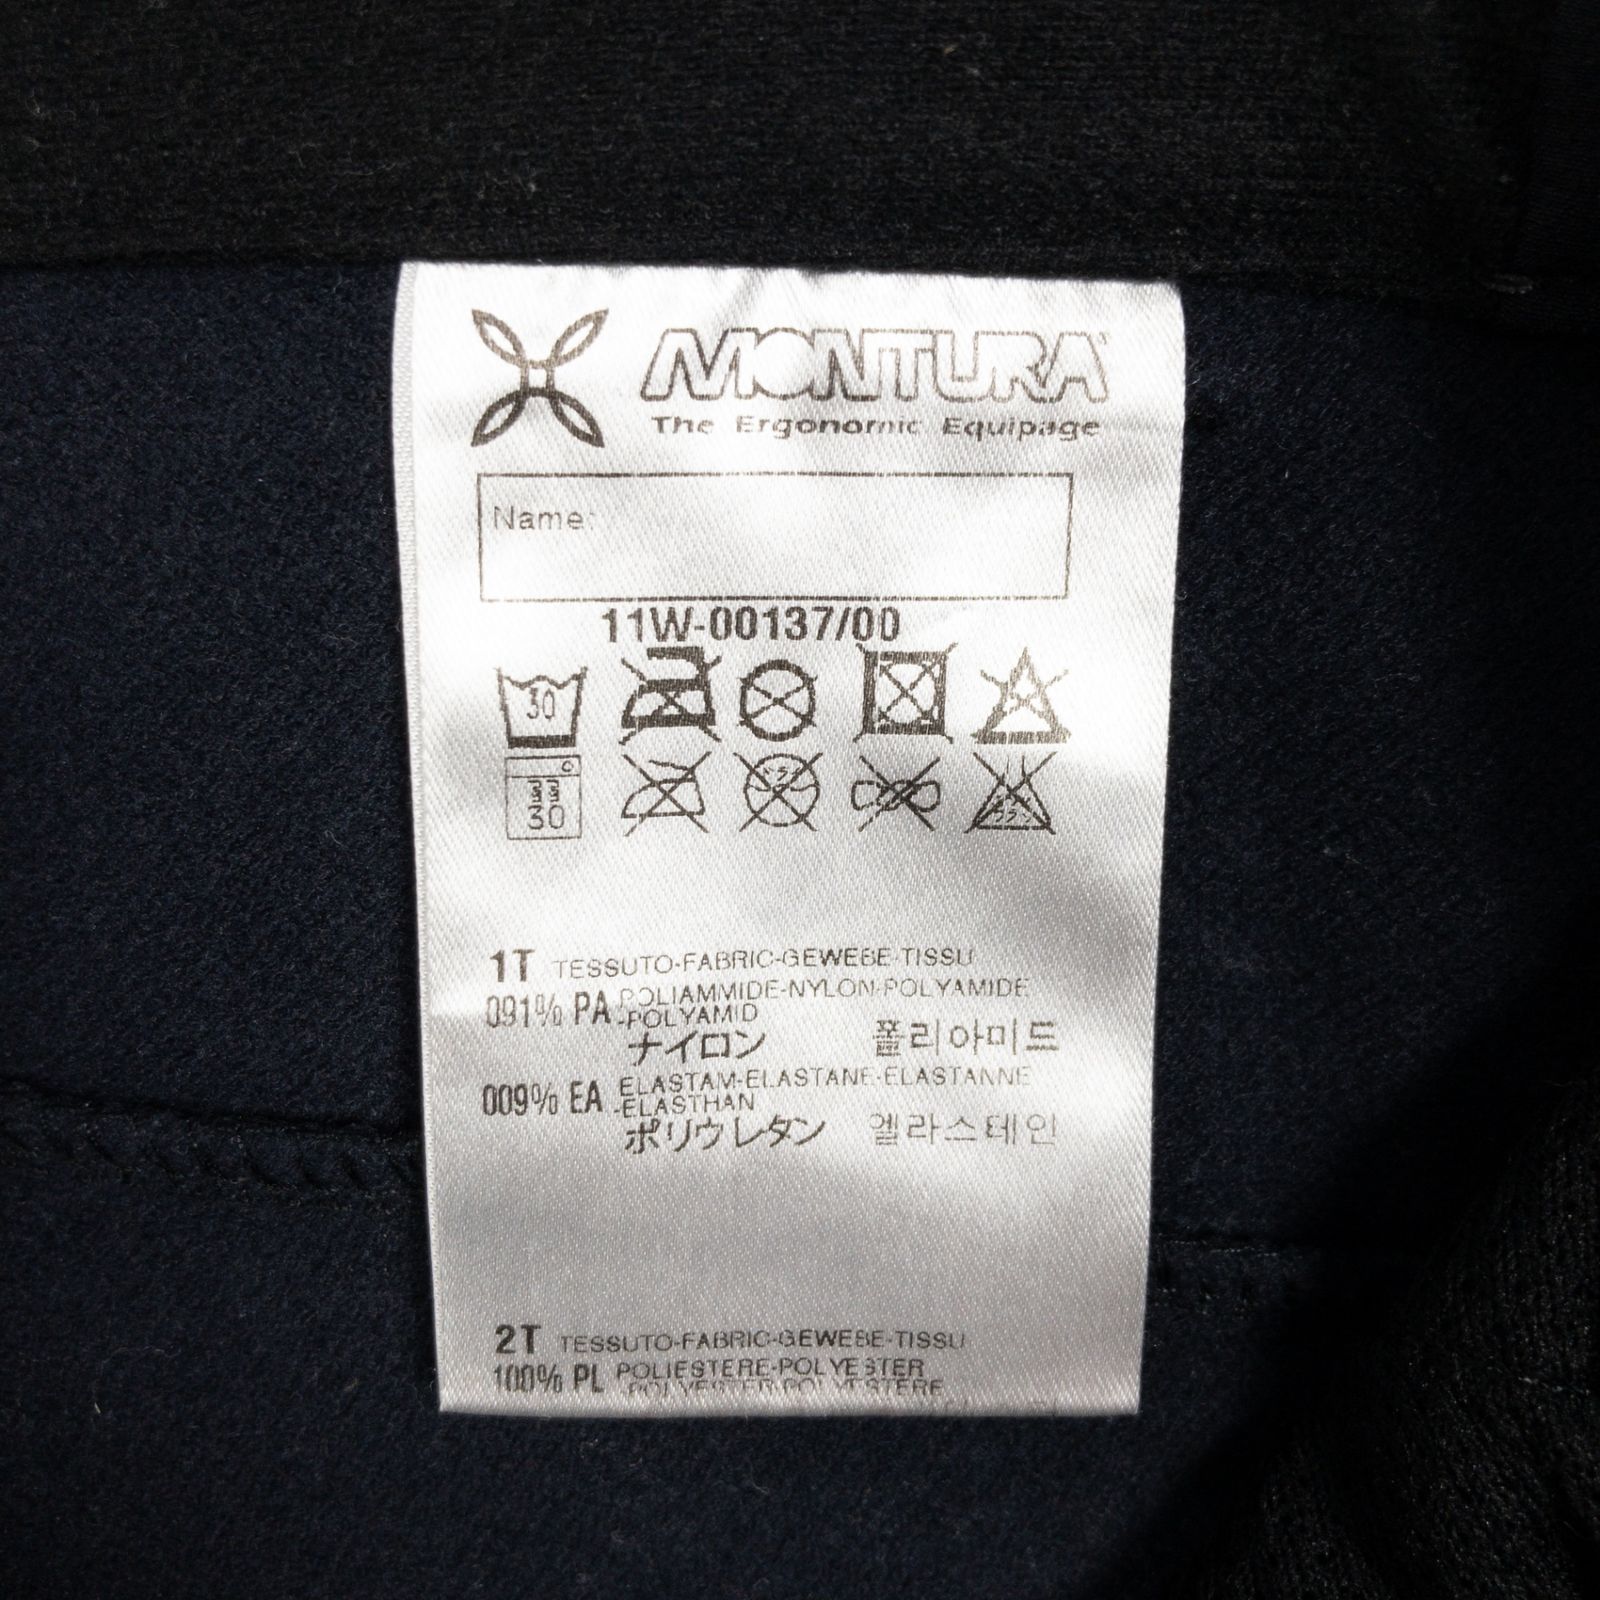 MONTURA
The Ergonomic Equipage
Name:
11W-00137/00
30
30
1T TESSUTO-FABRIC-GEWEBE-TISSU
091% PA POLIAMMIDE-NYLON-POLYAMIDE
-POLYAMID
ナイロン 폴리아미드
009% EA ELASTAM-ELASTANE-ELASTANNE
-ELASTHAN
ポリウレタン 엘라스테인
2T TESSUTO-FABRIC-GEWEBE-TISSU
100% PL POLIESTERE-POLYESTER
POLYESTER-POLYESTERE